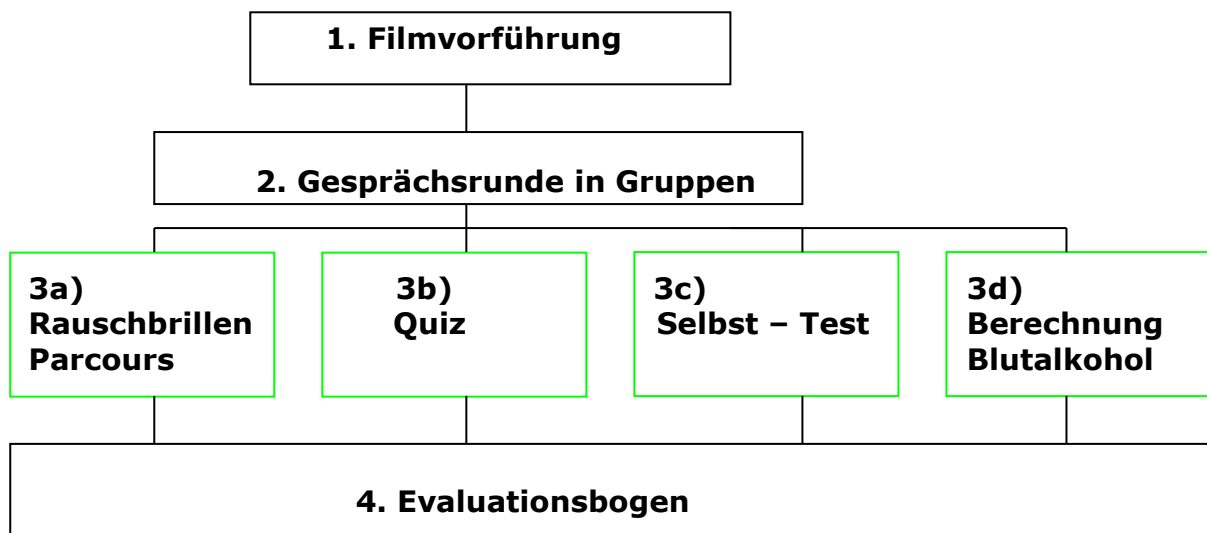 1. Filmvorführung
2. Gesprächsrunde in Gruppen
3a)
Rauschbrillen
Parcours
3b)
Quiz
3c)
Selbst – Test
3d)
Berechnung
Blutalkohol
4. Evaluationsbogen